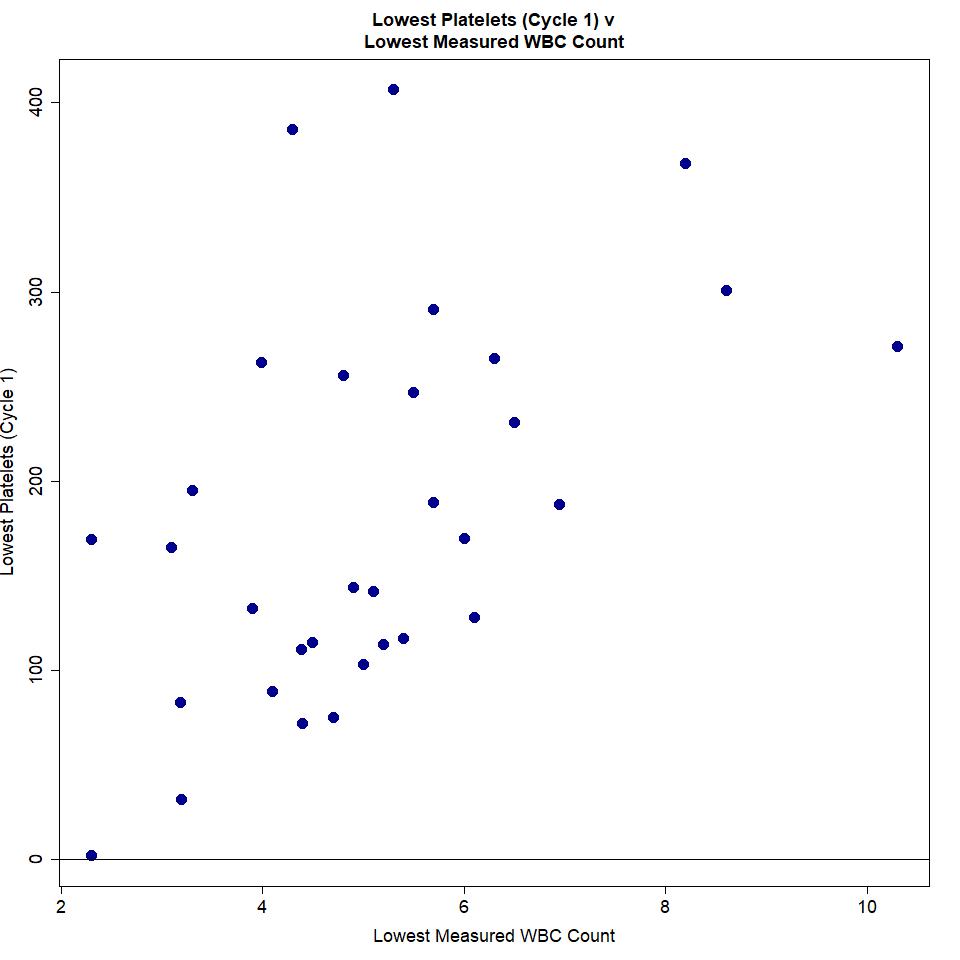 Lowest Platelets (Cycle 1) v
Lowest Measured WBC Count
400
300
200
100
0
Lowest Platelets (Cycle 1)
2 4 6 8 10
Lowest Measured WBC Count